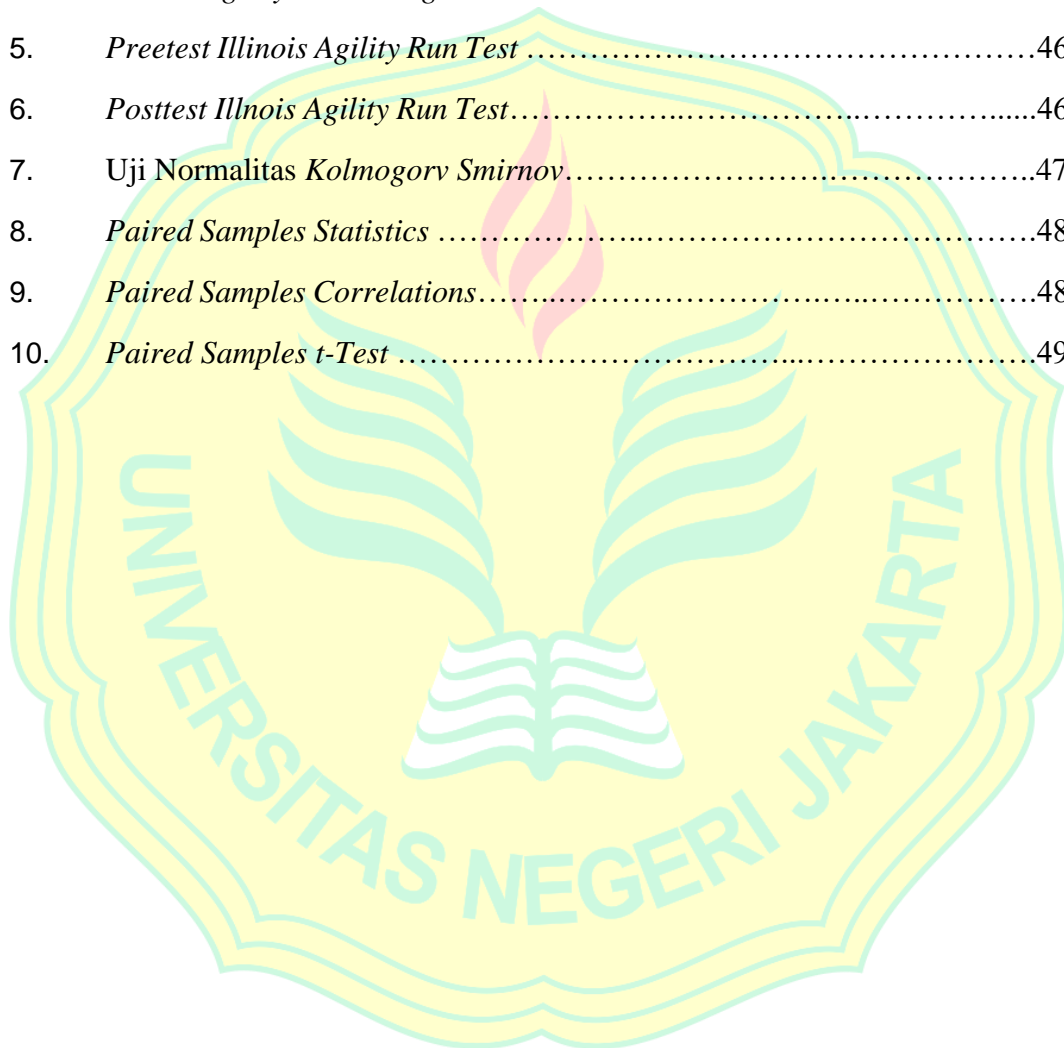 5. Preetest Illinois Agility Run Test ……………………………………………46
6. Posttest Illnois Agility Run Test….………..……………..…………......46
7. Uji Normalitas Kolmogorv Smirnov……………………..……………..47
8. Paired Samples Statistics ………………..……………………………….48
9. Paired Samples Correlations…….…………………….…..…………….48
10. Paired Samples t-Test ………………………………...………………….49
UNIVERSITAS NEGERI JAKARTA